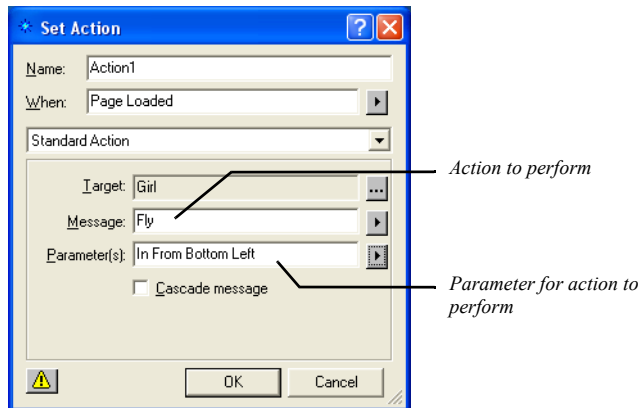 Set Action
Name: Action1
When: Page Loaded
Standard Action
Target: Girl ...
Message: Fly
Parameter(s): In From Bottom Left
Cascade message
OK Cancel
Action to perform
Parameter for action to
perform